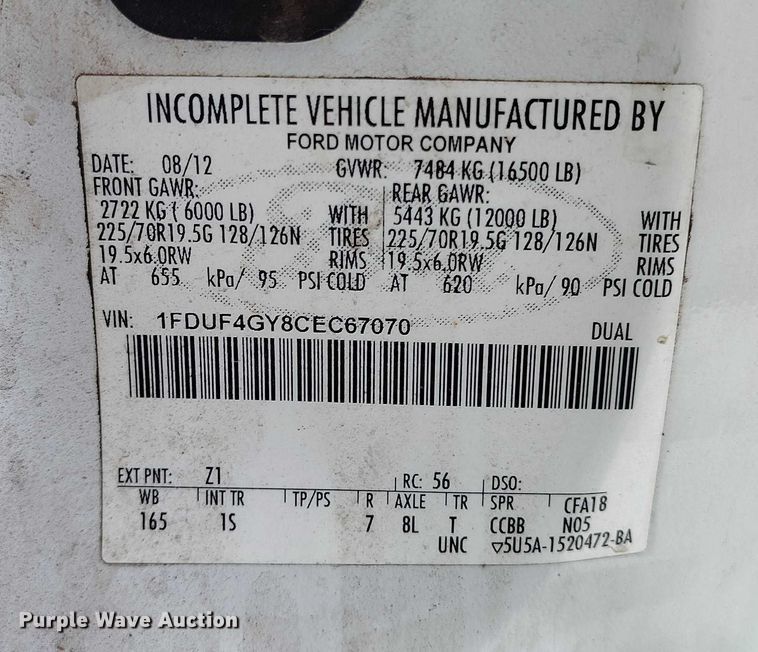 INCOMPLETE VEHICLE MANUFACTURED BY
FORD MOTOR COMPANY
DATE: 08/12 GVWR: 7484 KG (16500 LB)
FRONT GAWR: REAR GAWR:
2722 KG ( 6000 LB) WITH 5443 KG (12000 LB) WITH
225/70R19.5G 128/126N TIRES 225/70R19.5G 128/126N TIRES
19.5x6.0RW RIMS 19.5x6.0RW RIMS
AT 655 kPa/ 95 PSI COLD AT 620 kPa/ 90 PSI COLD
VIN: 1FDUF4GY8CEC67070 DUAL
EXT PNT: Z1 RC: 56 DSO:
WB INT TR TP/PS R AXLE TR SPR CFA18
165 1S 7 8L T CCBB N05
UNC ▽5U5A-1520472-BA
Purple Wave Auction